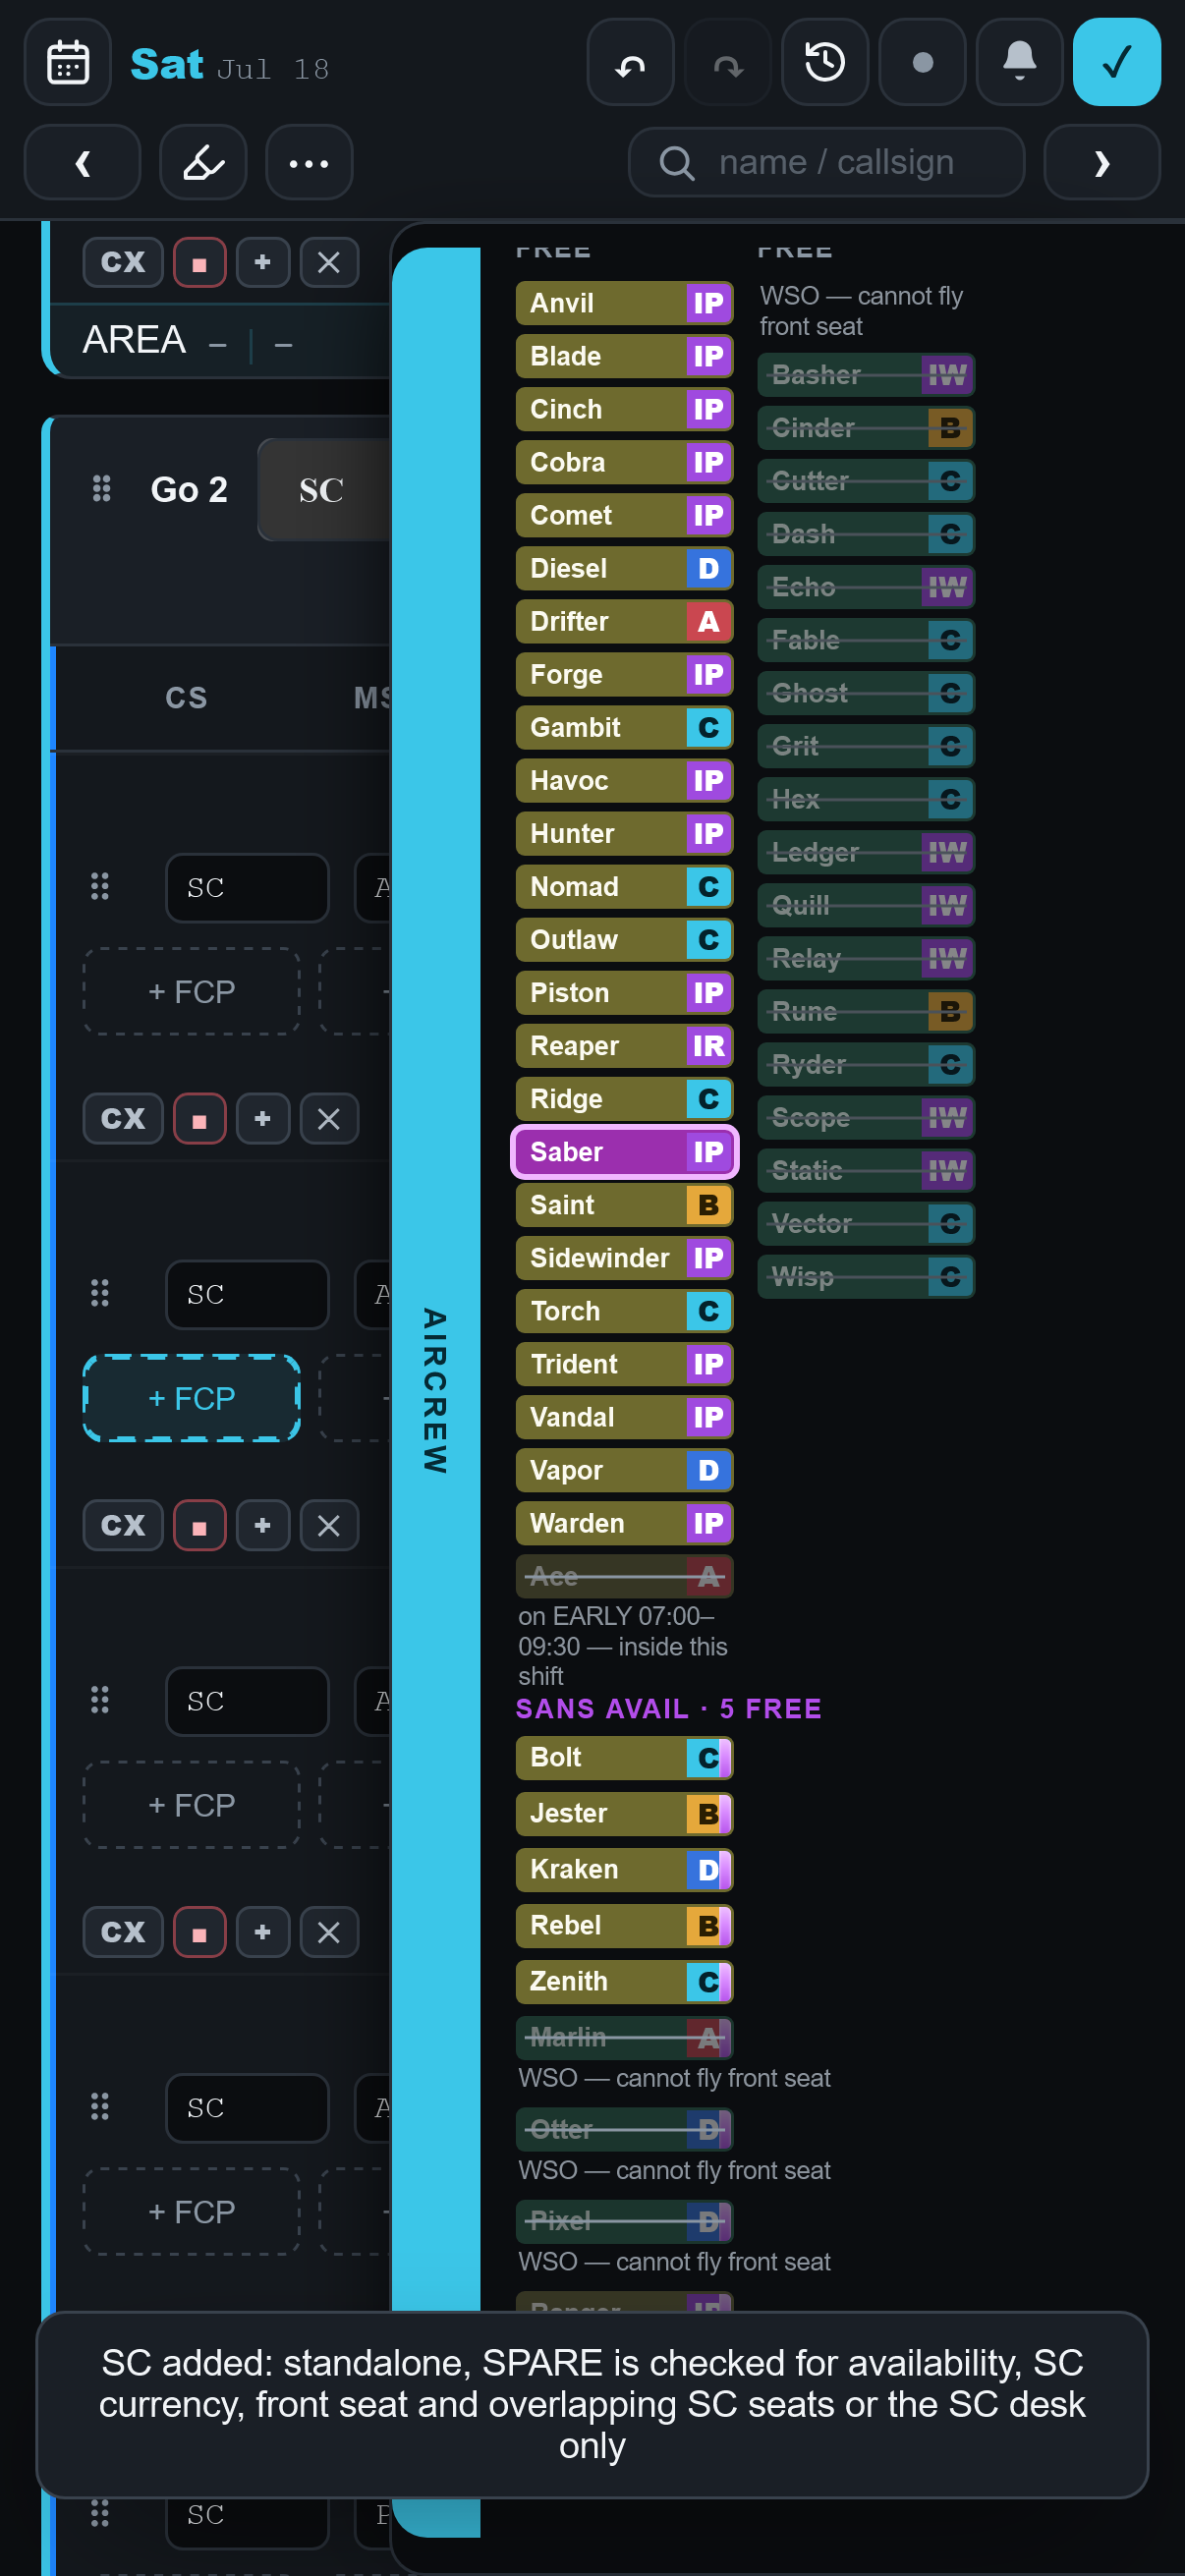 Sat Jul 18
name / callsign
CX
AREA – | –
Go 2 SC
CS MS
SC A
+ FCP
CX
SC A
+ FCP
CX
SC A
+ FCP
CX
SC A
+ FCP
SC
AIRCREW
FREE
Anvil IP
Blade IP
Cinch IP
Cobra IP
Comet IP
Diesel D
Drifter A
Forge IP
Gambit C
Havoc IP
Hunter IP
Nomad C
Outlaw C
Piston IP
Reaper IR
Ridge C
Saber IP
Saint B
Sidewinder IP
Torch C
Trident IP
Vandal IP
Vapor D
Warden IP
Ace A
on EARLY 07:00–
09:30 — inside this
shift
FREE
WSO — cannot fly
front seat
Basher IW
Cinder B
Cutter C
Dash C
Echo IW
Fable C
Ghost C
Grit C
Hex C
Ledger IW
Quill IW
Relay IW
Rune B
Ryder C
Scope IW
Static IW
Vector C
Wisp C
SANS AVAIL · 5 FREE
Bolt C
Jester B
Kraken D
Rebel B
Zenith C
Marlin A
WSO — cannot fly front seat
Otter D
WSO — cannot fly front seat
Pixel D
WSO — cannot fly front seat
SC added: standalone, SPARE is checked for availability, SC
currency, front seat and overlapping SC seats or the SC desk
only